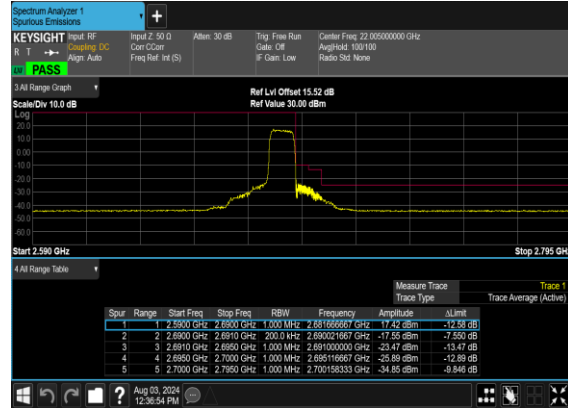 Spectrum Analyzer 1
Spurious Emissions
KEYSIGHT Input: RF Input Z: 50 Ω Atten: 30 dB Trig: Free Run Center Freq: 22.005000000 GHz
R T Coupling: DC Corr CCorr Gate: Off Avg|Hold: 100/100
Align: Auto Freq Ref: Int (S) IF Gain: Low Radio Std: None
PASS
3 All Range Graph
Ref Lvl Offset 15.52 dB
Scale/Div 10.0 dB Ref Value 30.00 dBm
Log
20.0
10.0
0.00
-10.0
-20.0
-30.0
-40.0
-50.0
-60.0
Start 2.590 GHz Stop 2.795 GHz
4 All Range Table
Measure Trace Trace 1
Trace Type Trace Average (Active)
Spur Range Start Freq Stop Freq RBW Frequency Amplitude ΔLimit
1 1 2.5900 GHz 2.6900 GHz 1.000 MHz 2.681666667 GHz 17.42 dBm -12.58 dB
2 2 2.6900 GHz 2.6910 GHz 200.0 kHz 2.690021667 GHz -17.55 dBm -7.550 dB
3 3 2.6910 GHz 2.6950 GHz 1.000 MHz 2.691000000 GHz -23.47 dBm -13.47 dB
4 4 2.6950 GHz 2.7000 GHz 1.000 MHz 2.695116667 GHz -25.89 dBm -12.89 dB
5 5 2.7000 GHz 2.7950 GHz 1.000 MHz 2.700158333 GHz -34.85 dBm -9.846 dB
Aug 03, 2024
12:36:54 PM